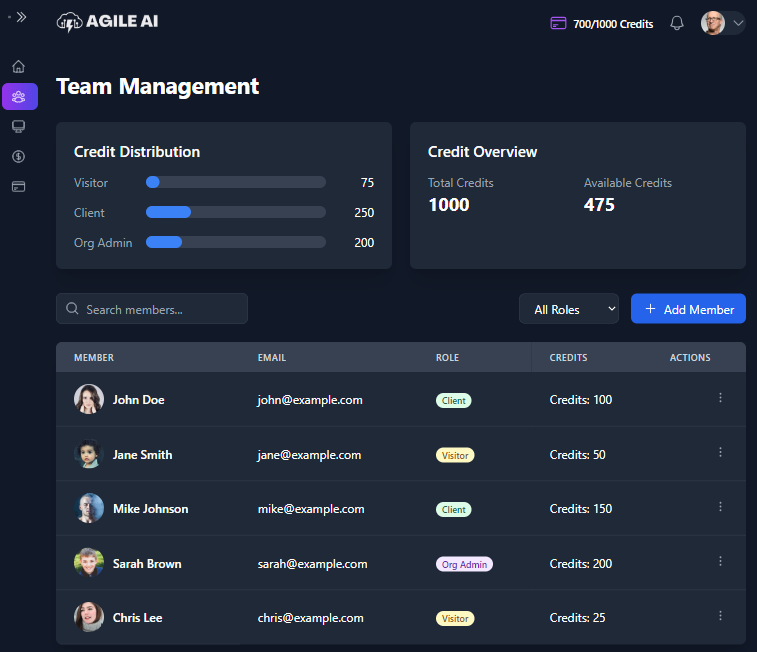 AGILE AI
700/1000 Credits
Team Management
Credit Distribution
Visitor 75
Client 250
Org Admin 200
Credit Overview
Total Credits Available Credits
1000 475
Search members... All Roles + Add Member
MEMBER EMAIL ROLE CREDITS ACTIONS
John Doe john@example.com Client Credits: 100
Jane Smith jane@example.com Visitor Credits: 50
Mike Johnson mike@example.com Client Credits: 150
Sarah Brown sarah@example.com Org Admin Credits: 200
Chris Lee chris@example.com Visitor Credits: 25